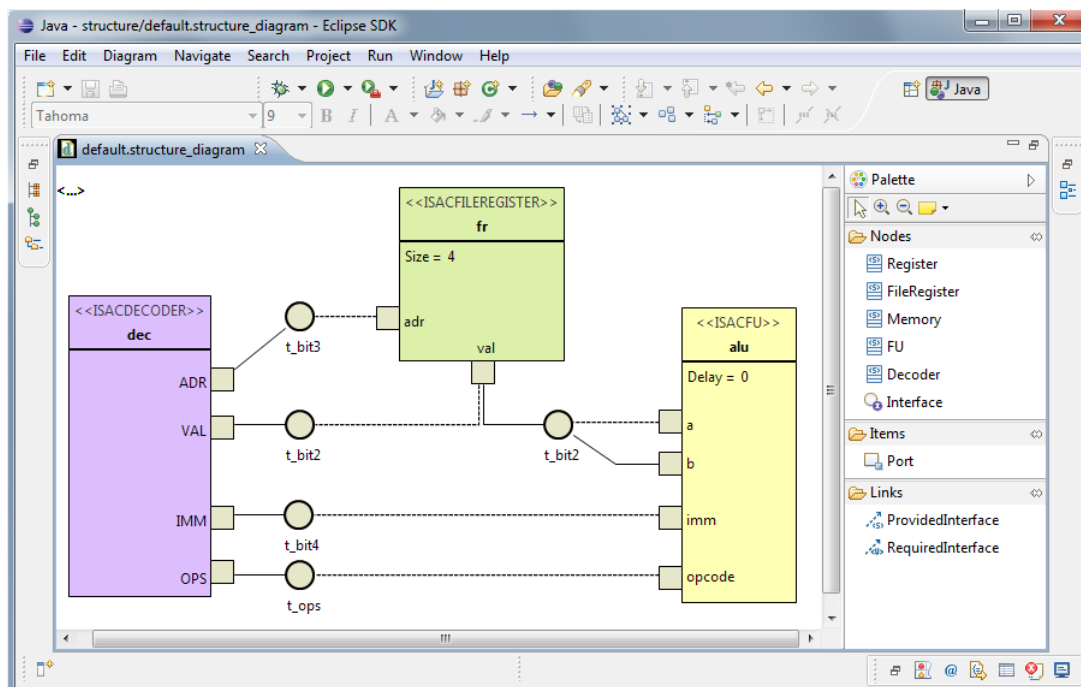 Java - structure/default.structure_diagram - Eclipse SDK
File Edit Diagram Navigate Search Project Run Window Help
Java
Tahoma 9 B I A
default.structure_diagram
<...>
<<ISACFILEREGISTER>>
fr
Size = 4
adr
val
<<ISACDECODER>>
dec
ADR
VAL
IMM
OPS
t_bit3
t_bit2
t_bit4
t_ops
t_bit2
<<ISACFU>>
alu
Delay = 0
a
b
imm
opcode
Palette
Nodes
Register
FileRegister
Memory
FU
Decoder
Interface
Items
Port
Links
ProvidedInterface
RequiredInterface